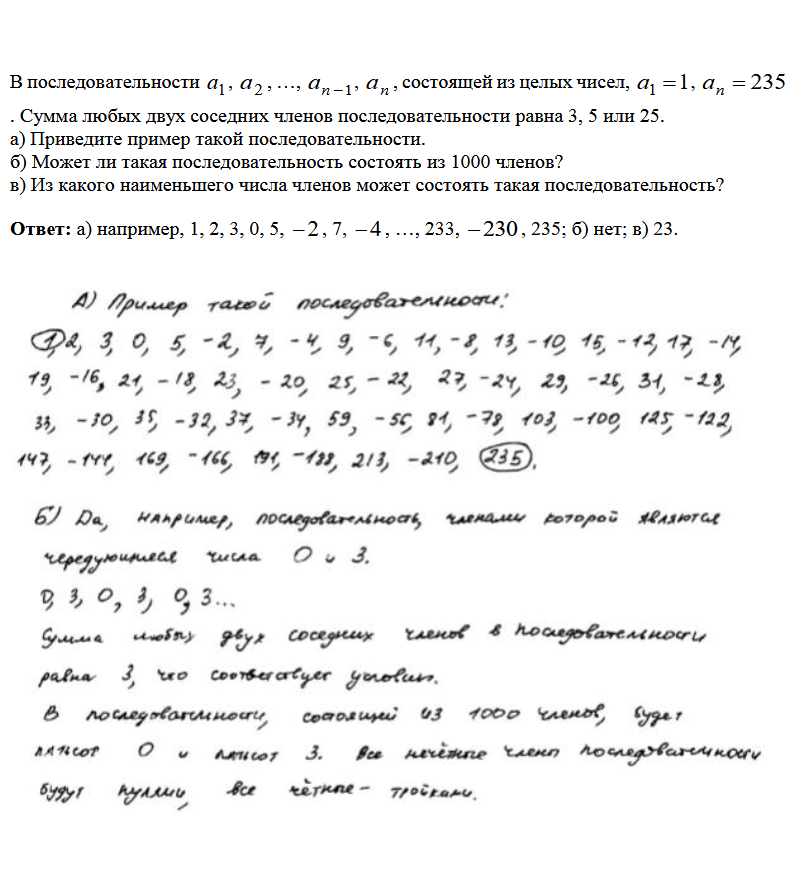 В последовательности a₁, a₂, …, aₙ₋₁, aₙ, состоящей из целых чисел, a₁ = 1, aₙ = 235
. Сумма любых двух соседних членов последовательности равна 3, 5 или 25.
а) Приведите пример такой последовательности.
б) Может ли такая последовательность состоять из 1000 членов?
в) Из какого наименьшего числа членов может состоять такая последовательность?
Ответ: а) например, 1, 2, 3, 0, 5, −2, 7, −4, …, 233, −230, 235; б) нет; в) 23.
А) Пример такой последовательности:
1, 2, 3, 0, 5, -2, 7, -4, 9, -6, 11, -8, 13, -10, 15, -12, 17, -14,
19, -16, 21, -18, 23, -20, 25, -22, 27, -24, 29, -26, 31, -28,
33, -30, 35, -32, 37, -34, 59, -56, 81, -78, 103, -100, 125, -122,
147, -144, 169, -166, 191, -188, 213, -210, 235.
Б) Да, например, последовательность, членами которой являются
чередующиеся числа 0 и 3.
0, 3, 0, 3, 0, 3...
Сумма любых двух соседних членов в последовательности
равна 3, что соответствует условию.
В последовательности, состоящей из 1000 членов, будет
пятьсот 0 и пятьсот 3. Все нечётные члены последовательности
будут нулями, все чётные - тройками.